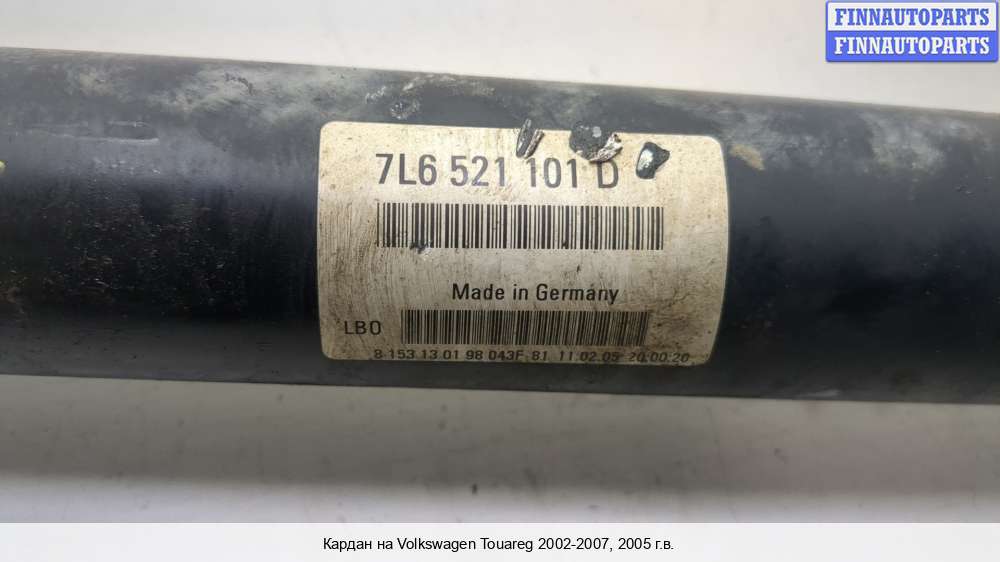 FINNAUTOPARTS
FINNAUTOPARTS
7L6 521 101 D
Made in Germany
LBO
8 153 13 01 98 043F 81 11.02.05 20:00:20
Кардан на Volkswagen Touareg 2002-2007, 2005 г.в.